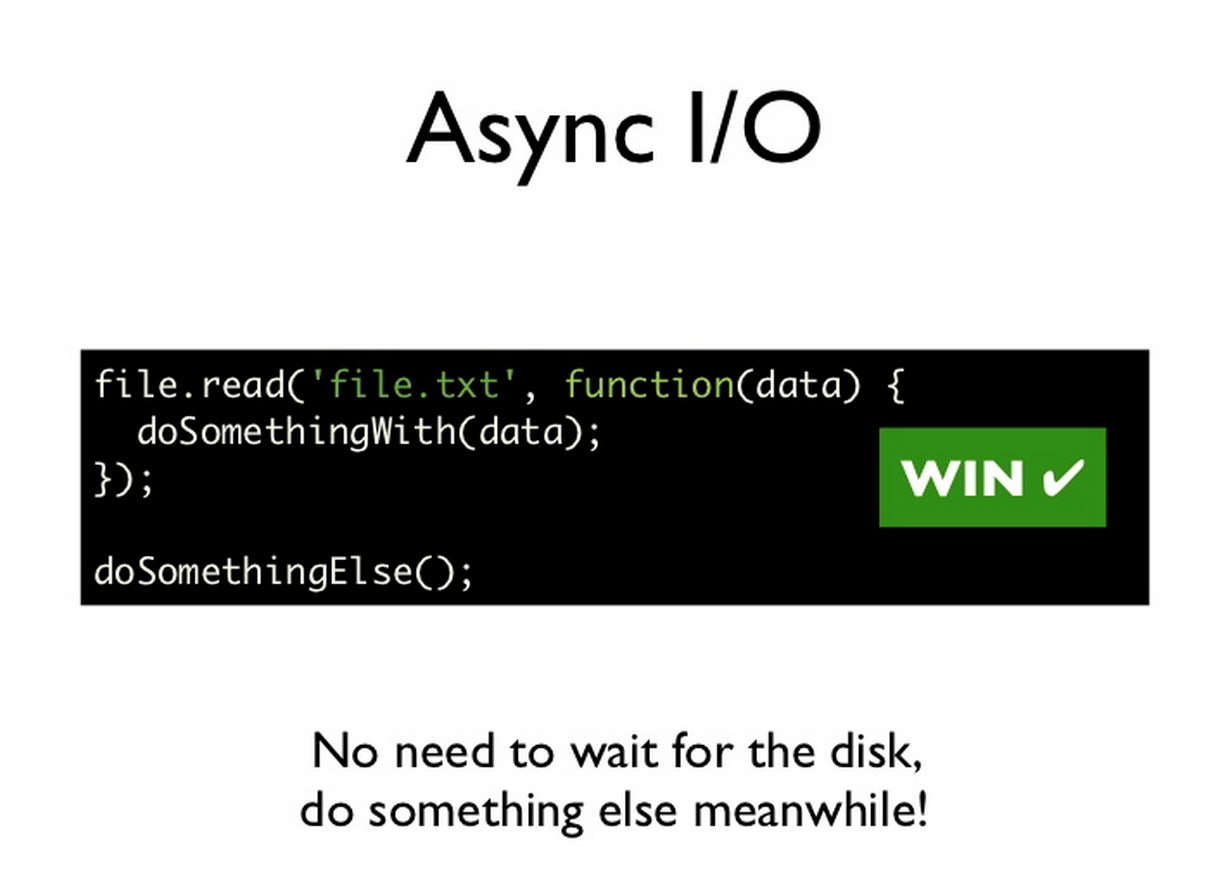 Async I/O
file.read('file.txt', function(data) {
  doSomethingWith(data);
});
WIN ✔
doSomethingElse();
No need to wait for the disk,
do something else meanwhile!